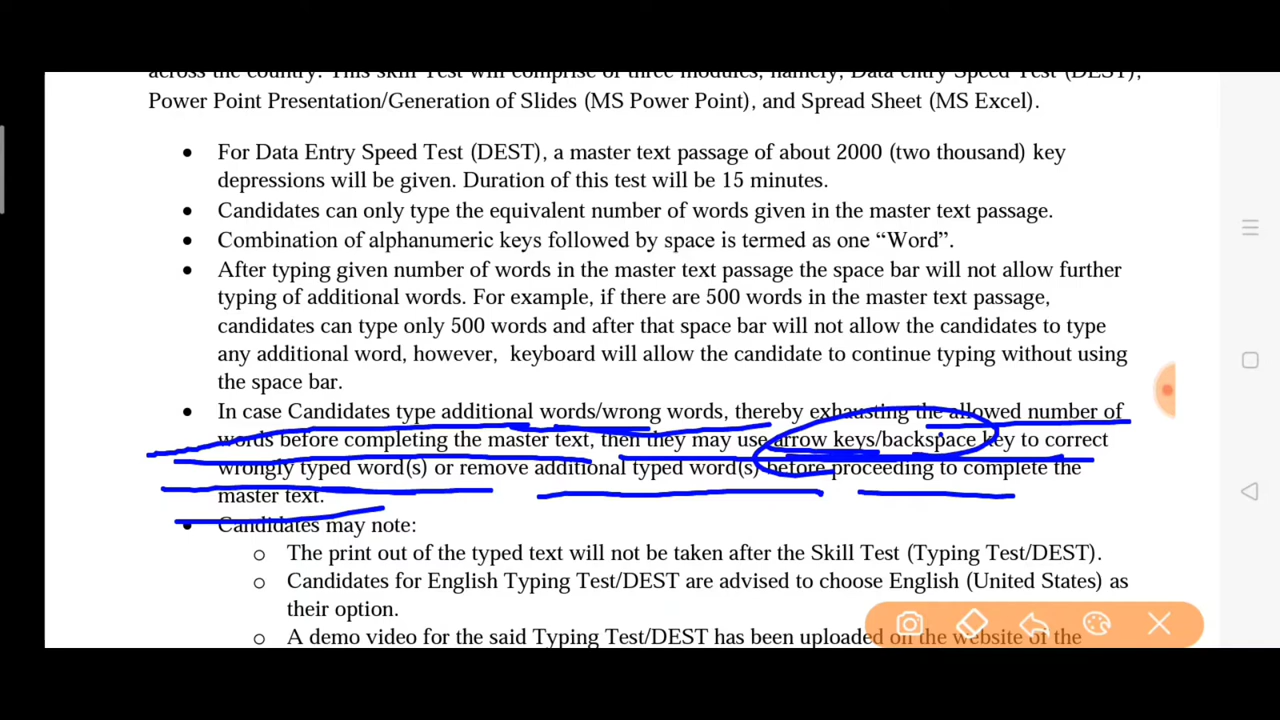 across the country. This skill Test will comprise of three modules, namely, Data entry Speed Test (DEST),
Power Point Presentation/Generation of Slides (MS Power Point), and Spread Sheet (MS Excel).
• For Data Entry Speed Test (DEST), a master text passage of about 2000 (two thousand) key
depressions will be given. Duration of this test will be 15 minutes.
• Candidates can only type the equivalent number of words given in the master text passage.
• Combination of alphanumeric keys followed by space is termed as one “Word”.
• After typing given number of words in the master text passage the space bar will not allow further
typing of additional words. For example, if there are 500 words in the master text passage,
candidates can type only 500 words and after that space bar will not allow the candidates to type
any additional word, however, keyboard will allow the candidate to continue typing without using
the space bar.
• In case Candidates type additional words/wrong words, thereby exhausting the allowed number of
words before completing the master text, then they may use arrow keys/backspace key to correct
wrongly typed word(s) or remove additional typed word(s) before proceeding to complete the
master text.
• Candidates may note:
o The print out of the typed text will not be taken after the Skill Test (Typing Test/DEST).
o Candidates for English Typing Test/DEST are advised to choose English (United States) as
their option.
o A demo video for the said Typing Test/DEST has been uploaded on the website of the